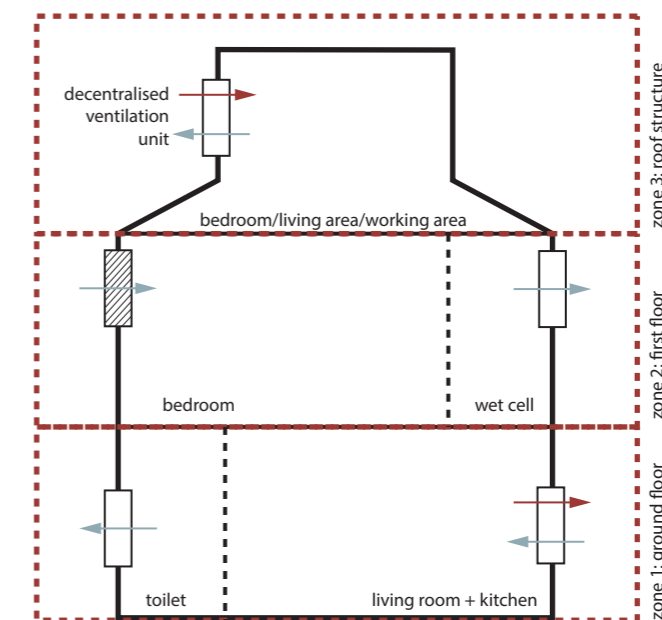 decentralised
ventilation
unit
zone 3: roof structure
bedroom/living area/working area
zone 2: first floor
bedroom
wet cell
zone 1: ground floor
toilet
living room + kitchen